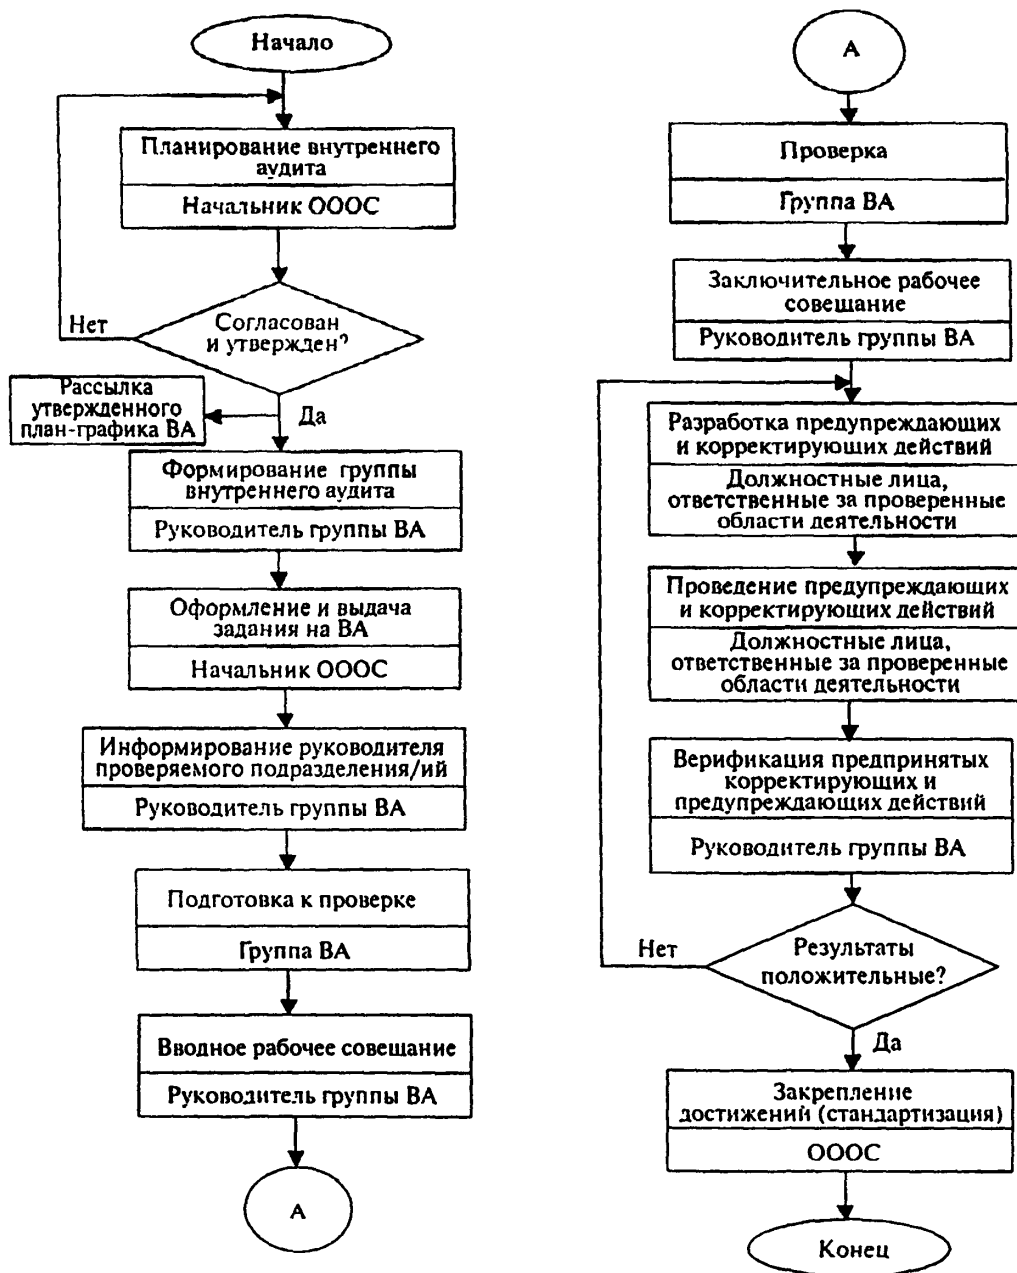 Начало
Планирование внутреннего
аудита
Начальник ОООС
Согласован
и утвержден?
Нет
Да
Рассылка
утвержденного
план-графика ВА
Формирование группы
внутреннего аудита
Руководитель группы ВА
Оформление и выдача
задания на ВА
Начальник ОООС
Информирование руководителя
проверяемого подразделения/ий
Руководитель группы ВА
Подготовка к проверке
Группа ВА
Вводное рабочее совещание
Руководитель группы ВА
А
А
Проверка
Группа ВА
Заключительное рабочее
совещание
Руководитель группы ВА
Разработка предупреждающих
и корректирующих действий
Должностные лица,
ответственные за проверенные
области деятельности
Проведение предупреждающих
и корректирующих действий
Должностные лица,
ответственные за проверенные
области деятельности
Верификация предпринятых
корректирующих и
предупреждающих действий
Руководитель группы ВА
Нет
Результаты
положительные?
Да
Закрепление
достижений (стандартизация)
ОООС
Конец